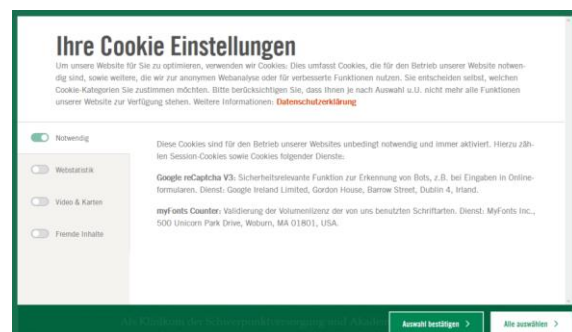 Ihre Cookie Einstellungen
Um unsere Website für Sie zu optimieren, verwenden wir Cookies: Dies umfasst Cookies, die für den Betrieb unserer Website notwen-
dig sind, sowie weitere, die wir zur anonymen Webanalyse oder für verbesserte Funktionen nutzen. Sie entscheiden selbst, welchen
Cookie-Kategorien Sie zustimmen möchten. Bitte berücksichtigen Sie, dass Ihnen je nach Auswahl u.U. nicht mehr alle Funktionen
unserer Website zur Verfügung stehen. Weitere Informationen: Datenschutzerklärung
Notwendig
Webstatistik
Video & Karten
Fremde Inhalte
Diese Cookies sind für den Betrieb unserer Websites unbedingt notwendig und immer aktiviert. Hierzu zäh-
len Session-Cookies sowie Cookies folgender Dienste:
Google reCaptcha V3: Sicherheitsrelevante Funktion zur Erkennung von Bots, z.B. bei Eingaben in Online-
formularen. Dienst: Google Ireland Limited, Gordon House, Barrow Street, Dublin 4, Irland.
myFonts Counter: Validierung der Volumenlizenz der von uns benutzten Schriftarten. Dienst: MyFonts Inc.,
500 Unicorn Park Drive, Woburn, MA 01801, USA.
Als Klinikum der Schwerpunktversorgung und Akade
Auswahl bestätigen
Alle auswählen